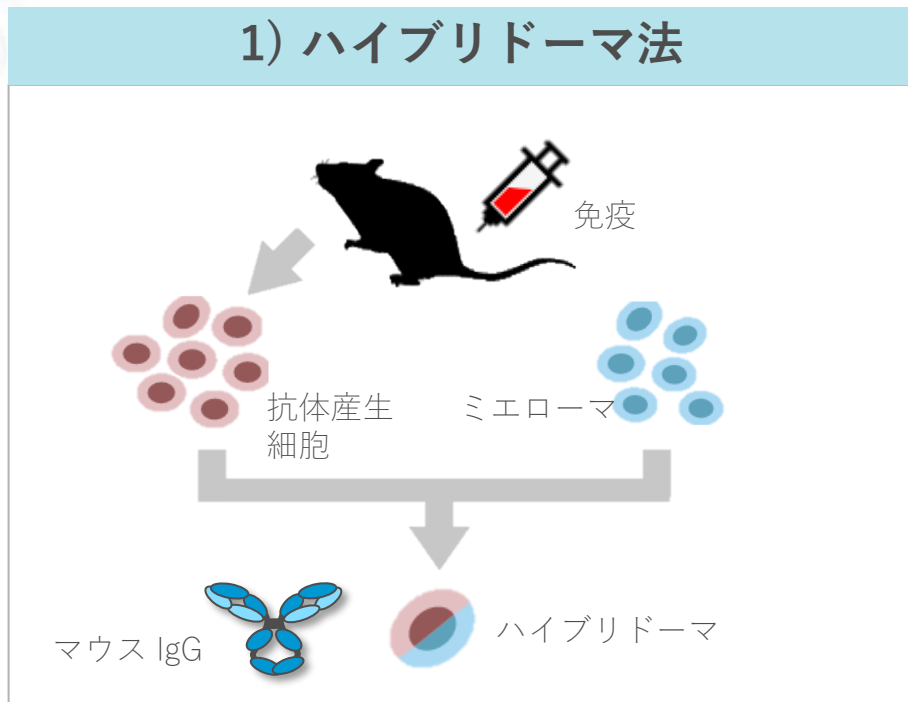 1) ハイブリドーマ法
免疫
抗体産生
細胞
ミエローマ
マウス IgG
ハイブリドーマ